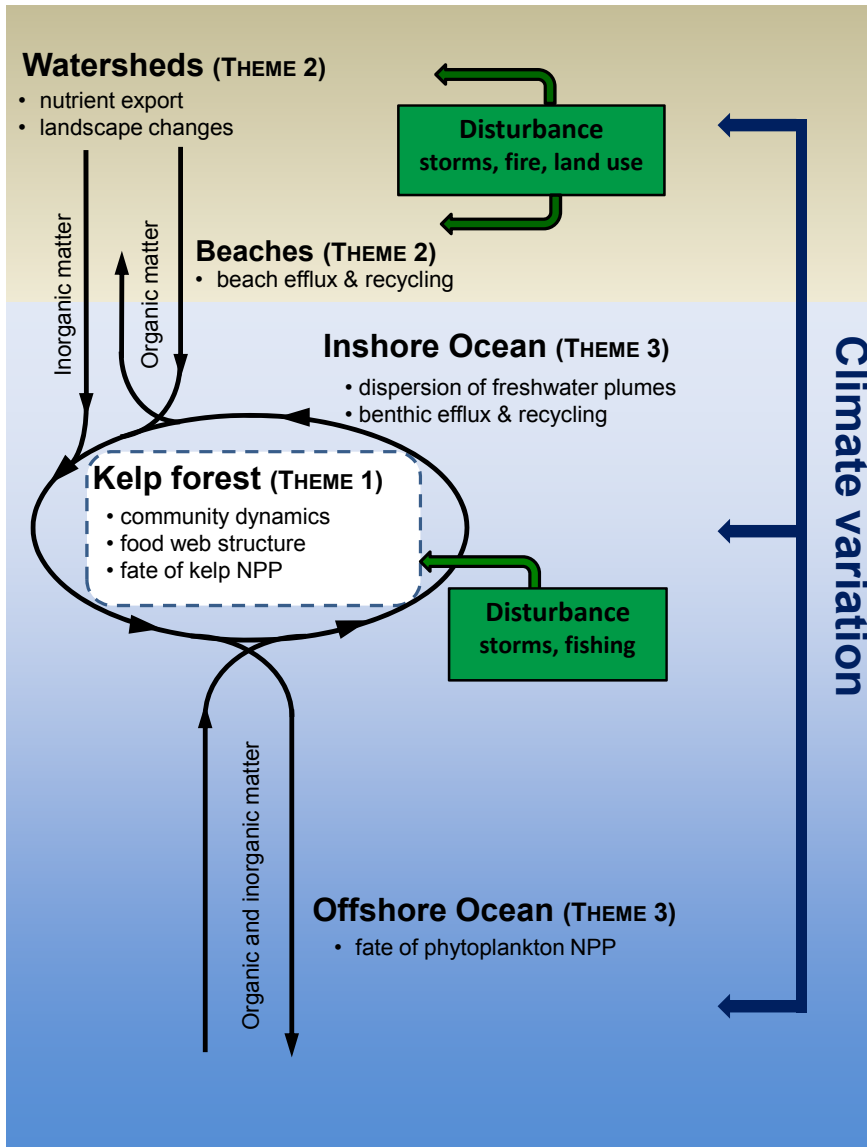 Watersheds (THEME 2)
• nutrient export
• landscape changes
Disturbance
storms, fire, land use
Inorganic matter
Organic matter
Beaches (THEME 2)
• beach efflux & recycling
Inshore Ocean (THEME 3)
• dispersion of freshwater plumes
• benthic efflux & recycling
Kelp forest (THEME 1)
• community dynamics
• food web structure
• fate of kelp NPP
Disturbance
storms, fishing
Climate variation
Organic and inorganic matter
Offshore Ocean (THEME 3)
• fate of phytoplankton NPP